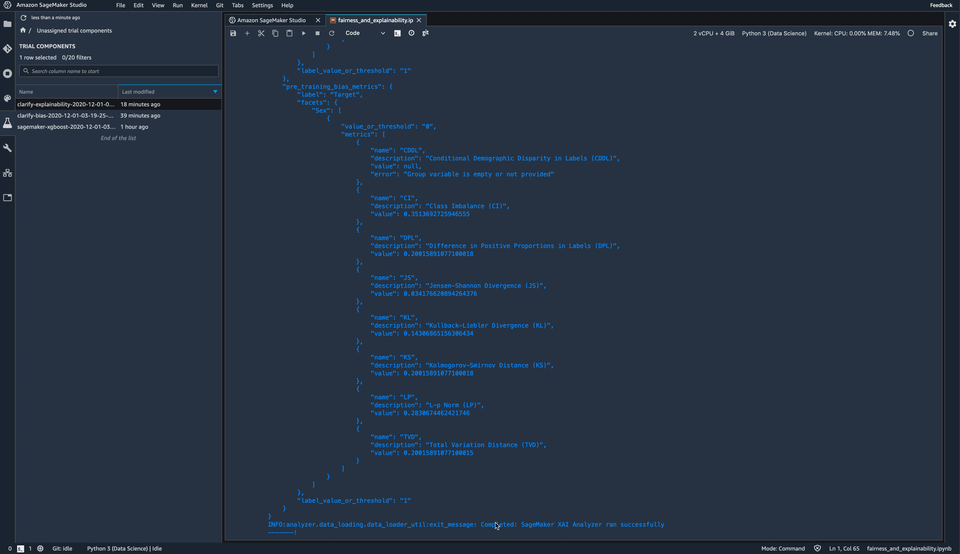 Amazon SageMaker Studio File Edit View Run Kernel Git Tabs Settings Help Feedback
less than a minute ago
/ Unassigned trial components
TRIAL COMPONENTS
1 row selected 0/20 filters
Search column name to start
Name Last modified
clarify-explainability-2020-12-01-0... 18 minutes ago
clarify-bias-2020-12-01-03-19-25-... 39 minutes ago
sagemaker-xgboost-2020-12-01-03... 1 hour ago
End of the list
Amazon SageMaker Studio
fairness_and_explainability.ip
Code 2 vCPU + 4 GiB Python 3 (Data Science) Kernel: CPU: 0.00% MEM: 7.48% Share
}
]
},
"label_value_or_threshold": "1"
}
},
"pre_training_bias_metrics": {
"label": "Target",
"facets": {
"Sex": [
{
"value_or_threshold": "0",
"metrics": [
{
"name": "CDDL",
"description": "Conditional Demographic Disparity in Labels (CDDL)",
"value": null,
"error": "Group variable is empty or not provided"
},
{
"name": "CI",
"description": "Class Imbalance (CI)",
"value": 0.3513692725946555
},
{
"name": "DPL",
"description": "Difference in Positive Proportions in Labels (DPL)",
"value": 0.20015891077100018
},
{
"name": "JS",
"description": "Jensen-Shannon Divergence (JS)",
"value": 0.034176620894264376
},
{
"name": "KL",
"description": "Kullback-Liebler Divergence (KL)",
"value": 0.14306865156306434
},
{
"name": "KS",
"description": "Kolmogorov-Smirnov Distance (KS)",
"value": 0.20015891077100018
},
{
"name": "LP",
"description": "L-p Norm (LP)",
"value": 0.2830674462421746
},
{
"name": "TVD",
"description": "Total Variation Distance (TVD)",
"value": 0.20015891077100015
}
]
}
]
},
"label_value_or_threshold": "1"
}
}
INFO:analyzer.data_loading.data_loader_util:exit_message: Completed: SageMaker XAI Analyzer ran successfully
--------!
1 Git: Idle Python 3 (Data Science) | Idle Mode: Command Ln 1, Col 65 fairness_and_explainability.ipynb